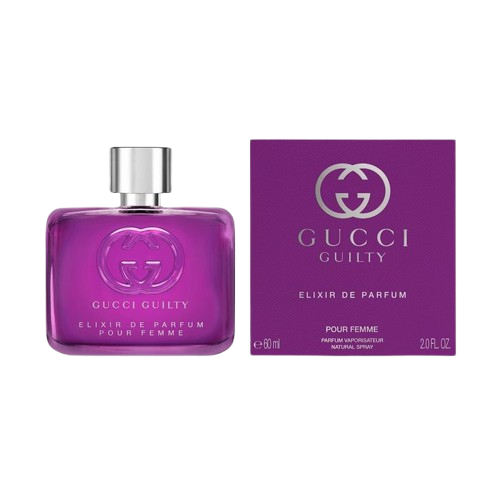 GUCCI GUILTY
ELIXIR DE PARFUM
POUR FEMME
GUCCI
GUILTY
ELIXIR DE PARFUM
POUR FEMME
PARFUM VAPORISATEUR
NATURAL SPRAY
℮60 ml
2.0 FL. OZ.